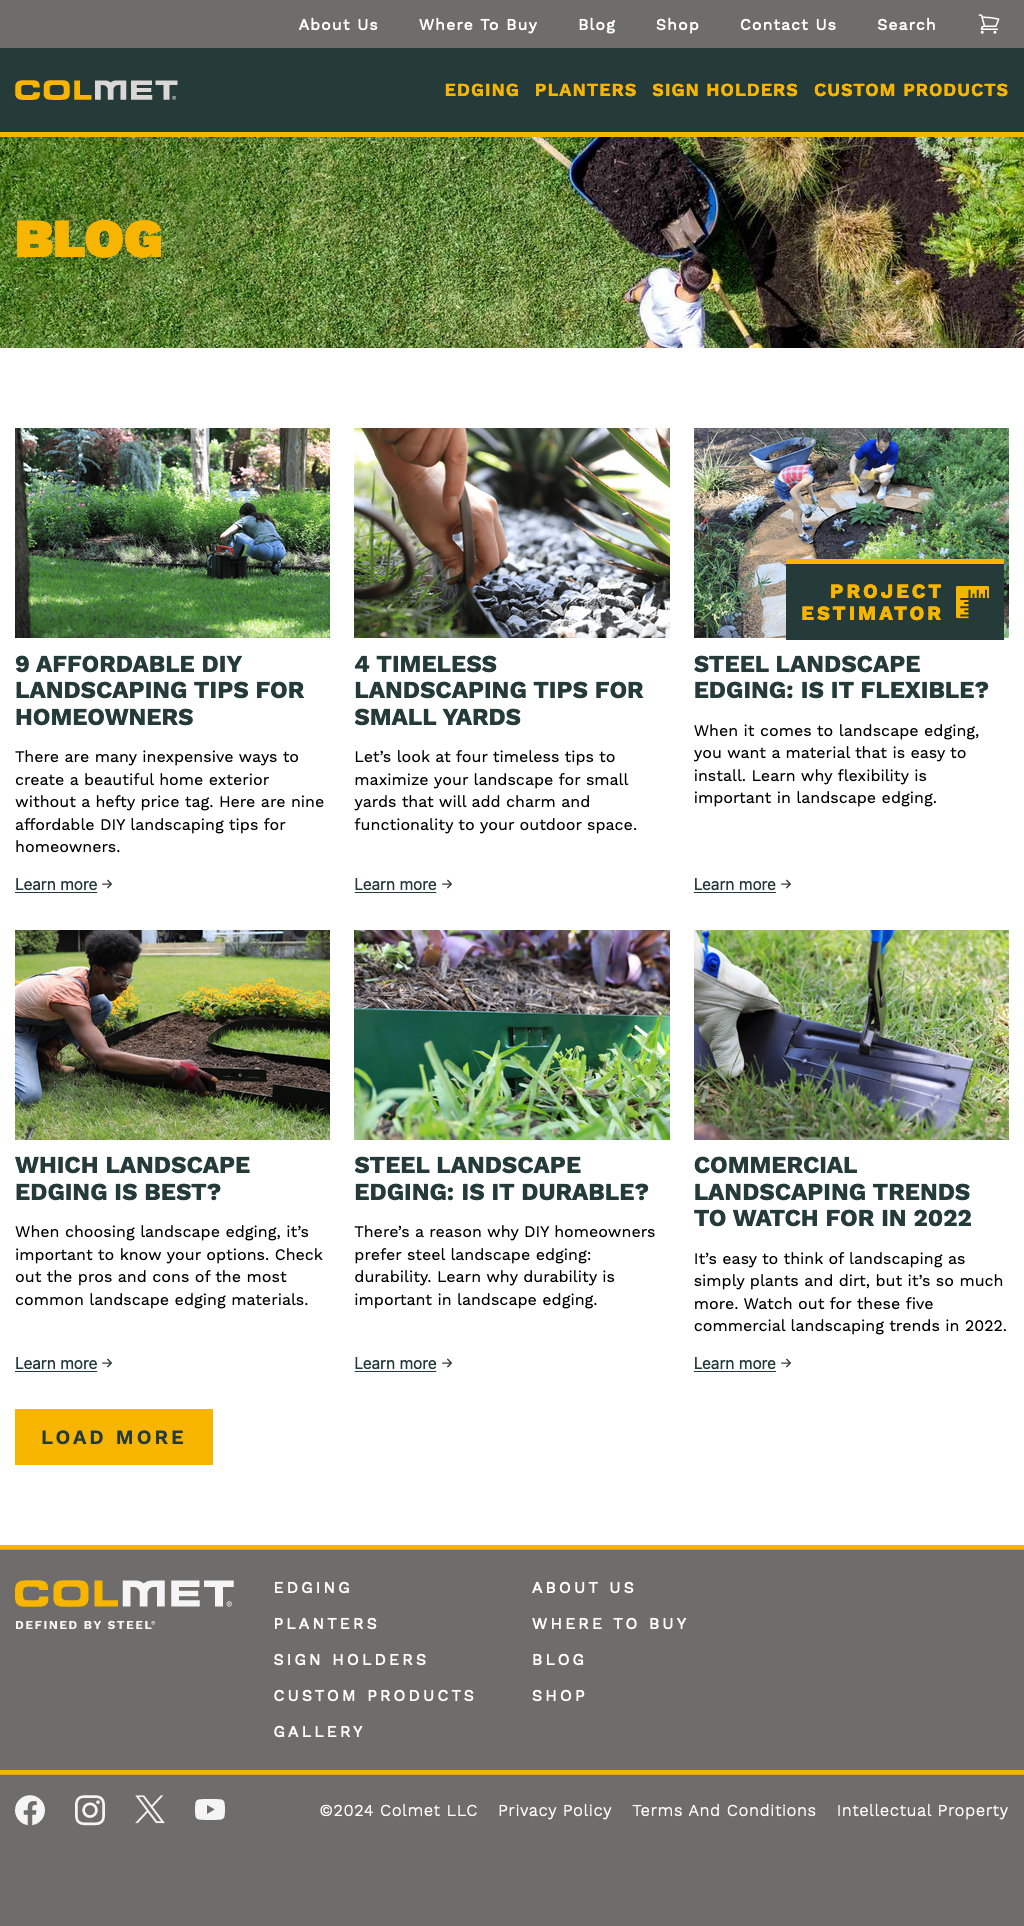 About Us Where To Buy Blog Shop Contact Us Search
COLMET
EDGING PLANTERS SIGN HOLDERS CUSTOM PRODUCTS
BLOG
PROJECT
ESTIMATOR
9 AFFORDABLE DIY
LANDSCAPING TIPS FOR
HOMEOWNERS
There are many inexpensive ways to
create a beautiful home exterior
without a hefty price tag. Here are nine
affordable DIY landscaping tips for
homeowners.
Learn more →
4 TIMELESS
LANDSCAPING TIPS FOR
SMALL YARDS
Let’s look at four timeless tips to
maximize your landscape for small
yards that will add charm and
functionality to your outdoor space.
Learn more →
STEEL LANDSCAPE
EDGING: IS IT FLEXIBLE?
When it comes to landscape edging,
you want a material that is easy to
install. Learn why flexibility is
important in landscape edging.
Learn more →
WHICH LANDSCAPE
EDGING IS BEST?
When choosing landscape edging, it’s
important to know your options. Check
out the pros and cons of the most
common landscape edging materials.
Learn more →
STEEL LANDSCAPE
EDGING: IS IT DURABLE?
There’s a reason why DIY homeowners
prefer steel landscape edging:
durability. Learn why durability is
important in landscape edging.
Learn more →
COMMERCIAL
LANDSCAPING TRENDS
TO WATCH FOR IN 2022
It’s easy to think of landscaping as
simply plants and dirt, but it’s so much
more. Watch out for these five
commercial landscaping trends in 2022.
Learn more →
LOAD MORE
COLMET®
DEFINED BY STEEL®
EDGING
PLANTERS
SIGN HOLDERS
CUSTOM PRODUCTS
GALLERY
ABOUT US
WHERE TO BUY
BLOG
SHOP
©2024 Colmet LLC Privacy Policy Terms And Conditions Intellectual Property